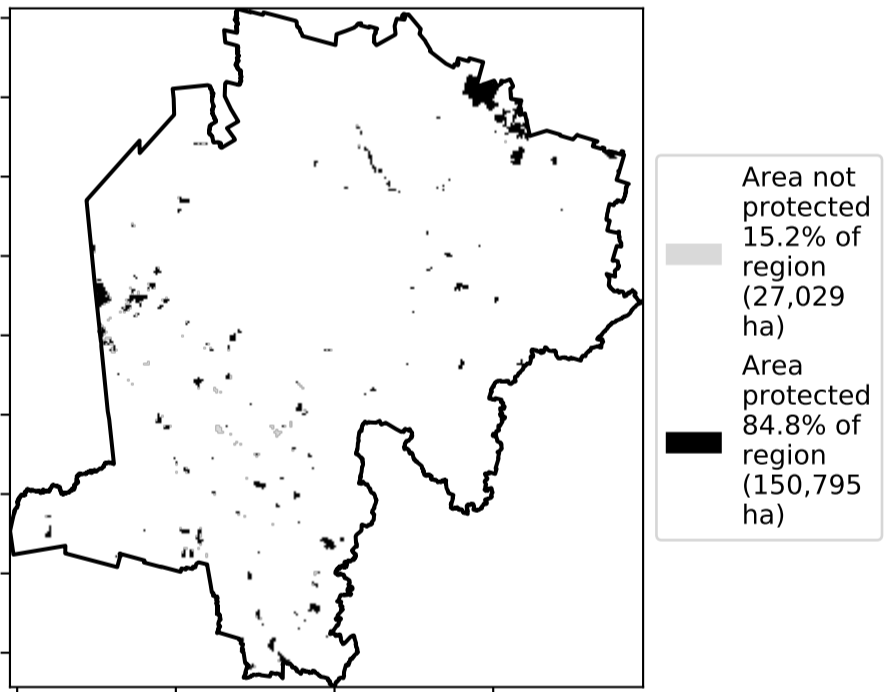 Area not
protected
15.2% of
region
(27,029
ha)
Area
protected
84.8% of
region
(150,795
ha)